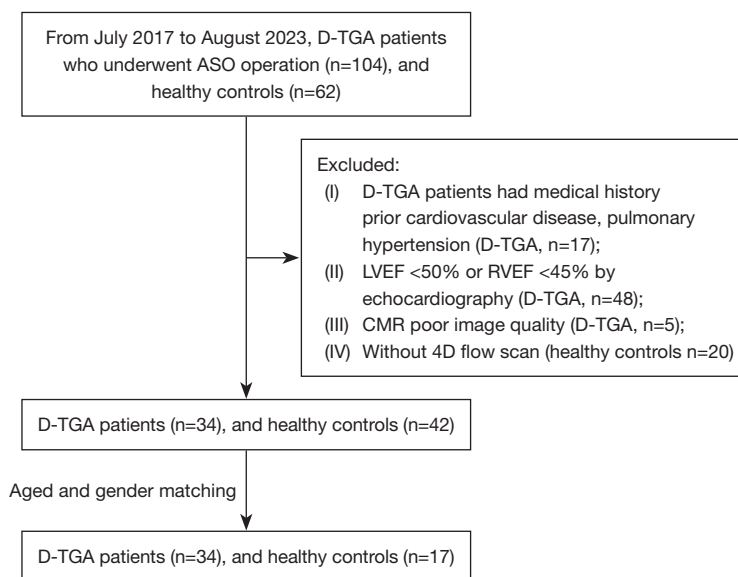 From July 2017 to August 2023, D-TGA patients
who underwent ASO operation (n=104), and
healthy controls (n=62)
Excluded:
(I) D-TGA patients had medical history
prior cardiovascular disease, pulmonary
hypertension (D-TGA, n=17);
(II) LVEF <50% or RVEF <45% by
echocardiography (D-TGA, n=48);
(III) CMR poor image quality (D-TGA, n=5);
(IV) Without 4D flow scan (healthy controls n=20)
D-TGA patients (n=34), and healthy controls (n=42)
Aged and gender matching
D-TGA patients (n=34), and healthy controls (n=17)